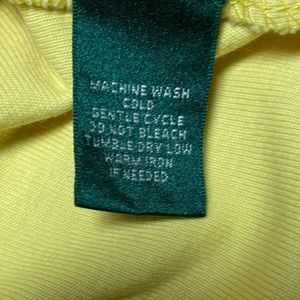 MACHINE WASH
COLD
GENTLE CYCLE
DO NOT BLEACH
TUMBLE DRY LOW
WARM IRON
IF NEEDED